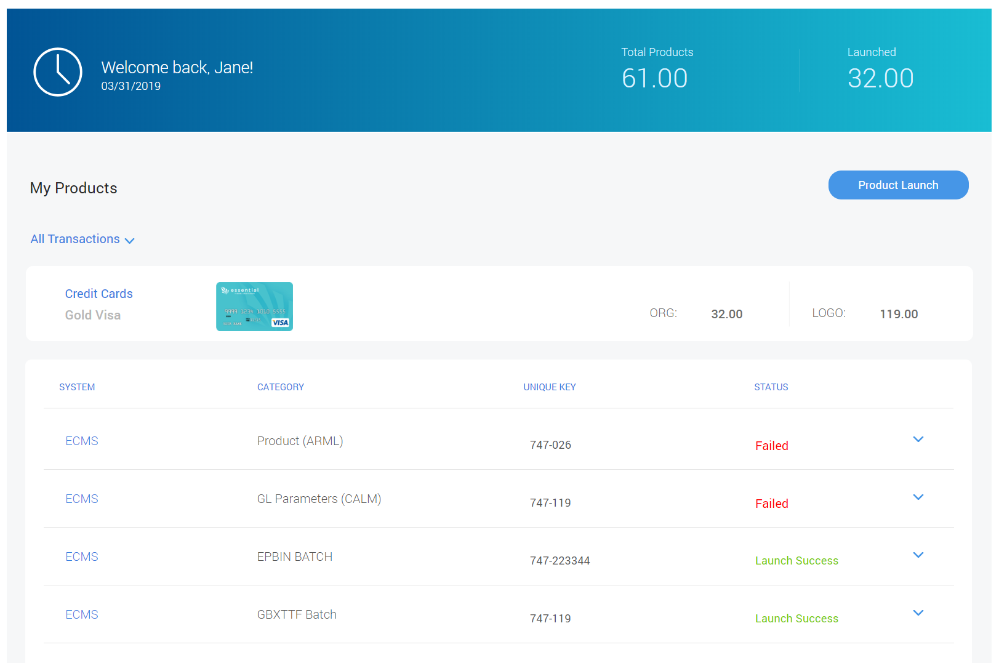 Welcome back, Jane!
03/31/2019
Total Products
61.00
Launched
32.00
My Products
Product Launch
All Transactions
Credit Cards
Gold Visa
essential
9999 1234 1010 5555
YOUR NAME
VISA
ORG: 32.00
LOGO: 119.00
SYSTEM CATEGORY UNIQUE KEY STATUS
ECMS Product (ARML) 747-026 Failed
ECMS GL Parameters (CALM) 747-119 Failed
ECMS EPBIN BATCH 747-223344 Launch Success
ECMS GBXTTF Batch 747-119 Launch Success